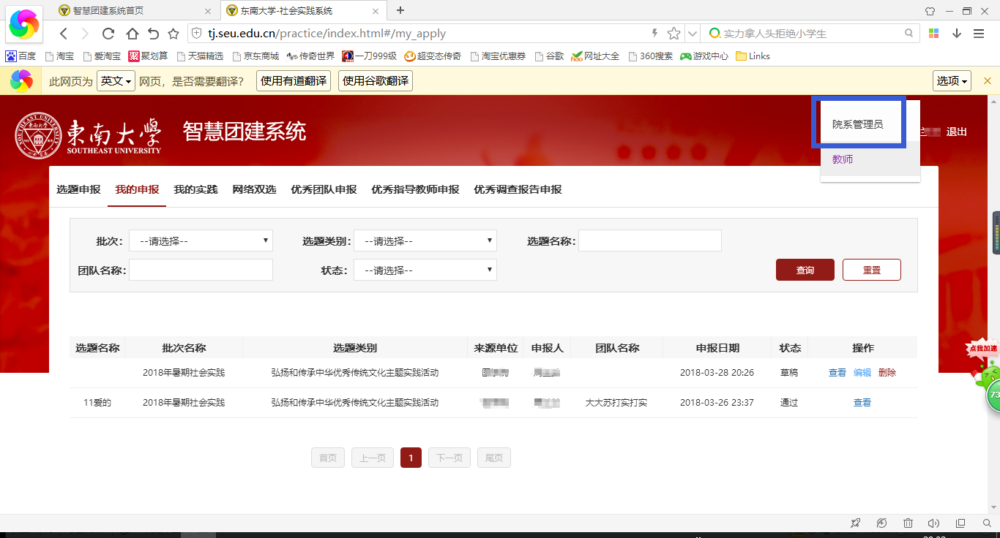 智慧团建系统首页
东南大学-社会实践系统
tj.seu.edu.cn/practice/index.html#/my_apply
实力拿人头拒绝小学生
百度 淘宝 爱淘宝 聚 聚划算 天猫精选 京东商城 传奇世界 一刀999级 超变态传奇 淘宝优惠券 谷歌 hoo 网址大全 360搜索 游戏中心 Links
此网页为 英文 网页，是否需要翻译？ 使用有道翻译 使用谷歌翻译 选项
東南大學
SOUTHEAST UNIVERSITY
智慧团建系统
院系管理员
退出
教师
选题申报 我的申报 我的实践 网络双选 优秀团队申报 优秀指导教师申报 优秀调查报告申报
批次： --请选择-- 选题类别： --请选择-- 选题名称：
团队名称： 状态： --请选择-- 查询 重置
选题名称 批次名称 选题类别 来源单位 申报人 团队名称 申报日期 状态 操作
2018年暑期社会实践 弘扬和传承中华优秀传统文化主题实践活动 2018-03-28 20:26 草稿 查看 编辑 删除
11爱的 2018年暑期社会实践 弘扬和传承中华优秀传统文化主题实践活动 大大苏打实打实 2018-03-26 23:37 通过 查看
点我加速
73
首页 上一页 1 下一页 尾页